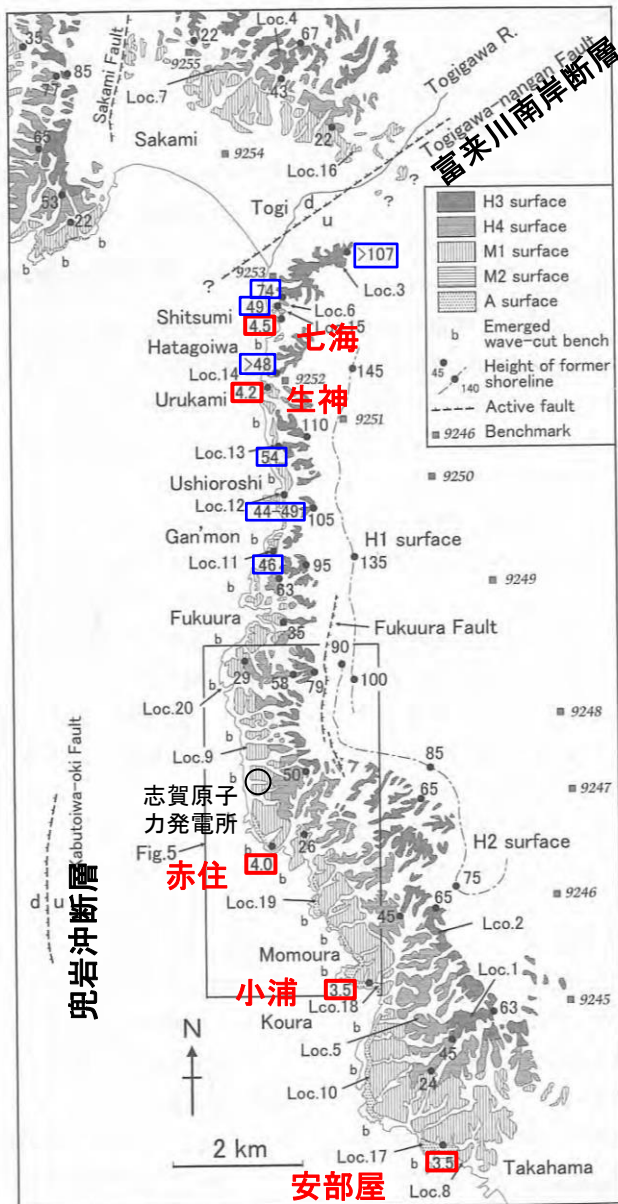 35
22
Loc.4
67
9255
77
85
Sakami Fault
Loc.7
43
Togigawa R.
Togigawa-nangan Fault
富来川南岸断層
65
Sakami
9254
22
Loc.16
53
22
Togi
d
u
?
?
b
b
b
b
H3 surface
H4 surface
M1 surface
M2 surface
A surface
b Emerged wave-cut bench
45
140
Height of former shoreline
Active fault
9246 Benchmark
>107
Loc.3
9253
?
74
49
Loc.6
Shitsumi
4.5
Loc.15
七海
Hatagoiwa
b
>48
Loc.14
9252
145
Urukami
4.2
生神
9251
b
110
Loc.13
54
b
9250
Ushioroshi
Loc.12
44-49
105
b
Gan'mon
H1 surface
Loc.11
46
95
135
9249
b
63
Fukuura
35
Fukuura Fault
b
90
29
58
79
100
b
Loc.20
9248
Loc.9
85
b
50
9247
志賀原子
力発電所
65
Kabutoiwa-oki Fault
H2 surface
Fig.5
b
26
4.0
b
赤住
75
9246
d
u
兜岩沖断層
Loc.19
b
45
65
Lco.2
b
Momoura
b
Loc.1
小浦
3.5
Lco.18
9245
Koura
63
N
Loc.5
45
24
Loc.10
b
2 km
Loc.17
b
3.5
Takahama
安部屋
Loc.8